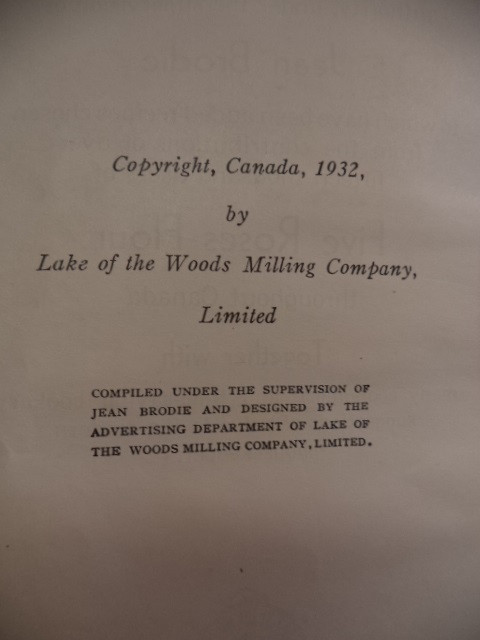 Copyright, Canada, 1932,
by
Lake of the Woods Milling Company,
Limited
COMPILED UNDER THE SUPERVISION OF
JEAN BRODIE AND DESIGNED BY THE
ADVERTISING DEPARTMENT OF LAKE OF
THE WOODS MILLING COMPANY, LIMITED.